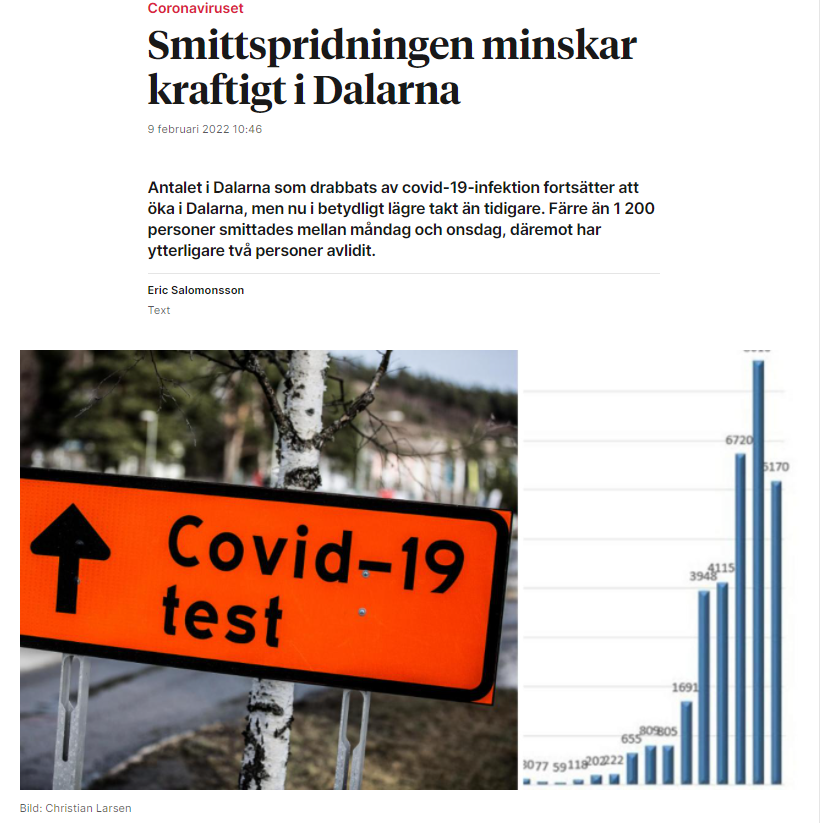 Coronaviruset
Smittspridningen minskar
kraftigt i Dalarna
9 februari 2022 10:46
Antalet i Dalarna som drabbats av covid-19-infektion fortsätter att
öka i Dalarna, men nu i betydligt lägre takt än tidigare. Färre än 1 200
personer smittades mellan måndag och onsdag, däremot har
ytterligare två personer avlidit.
Eric Salomonsson
Text
Covid-19
test
6720
3948
4115
1691
655
809
805
77
59
118
202
222
Bild: Christian Larsen